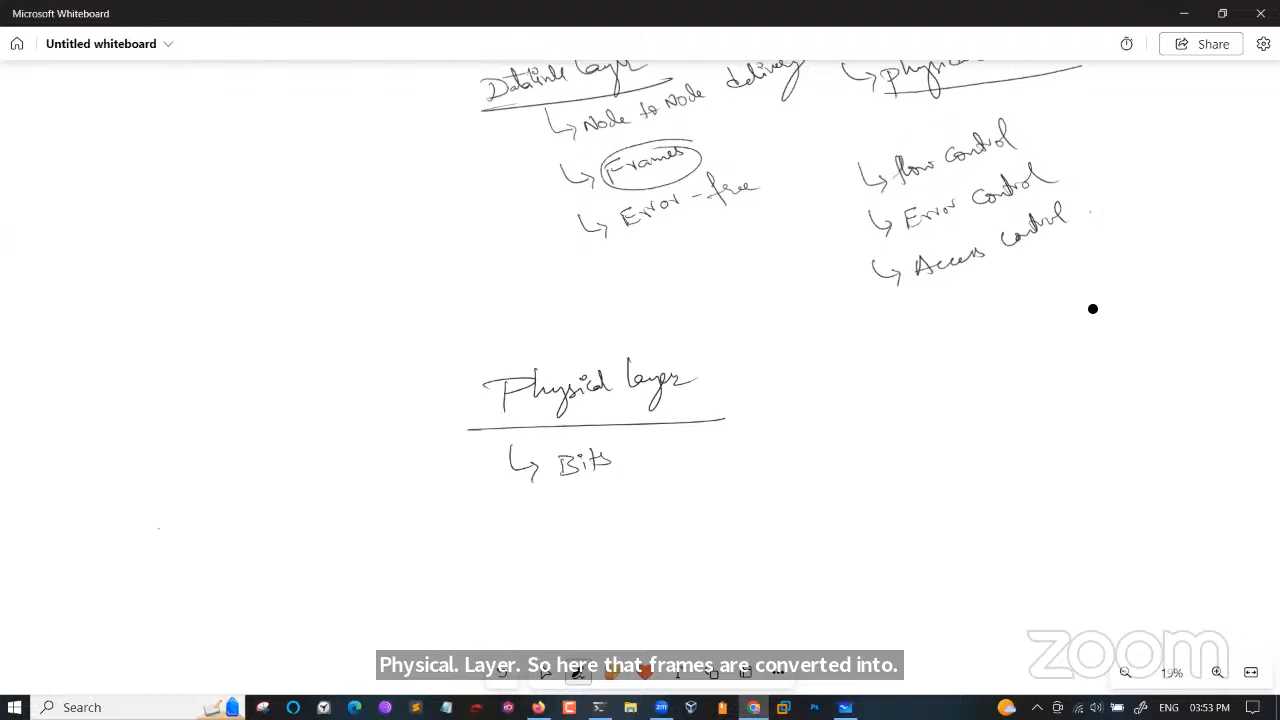 Microsoft Whiteboard
Untitled whiteboard
Share
Datalink layer
↳ Node to Node delivery
↳ Frames
↳ Error-free
↳ Physical
↳ flow control
↳ Error control
↳ Access control
Physical layer
↳ Bits
Physical. Layer. So here that frames are converted into.
zoom
19%
Search
ENG
03:53 PM